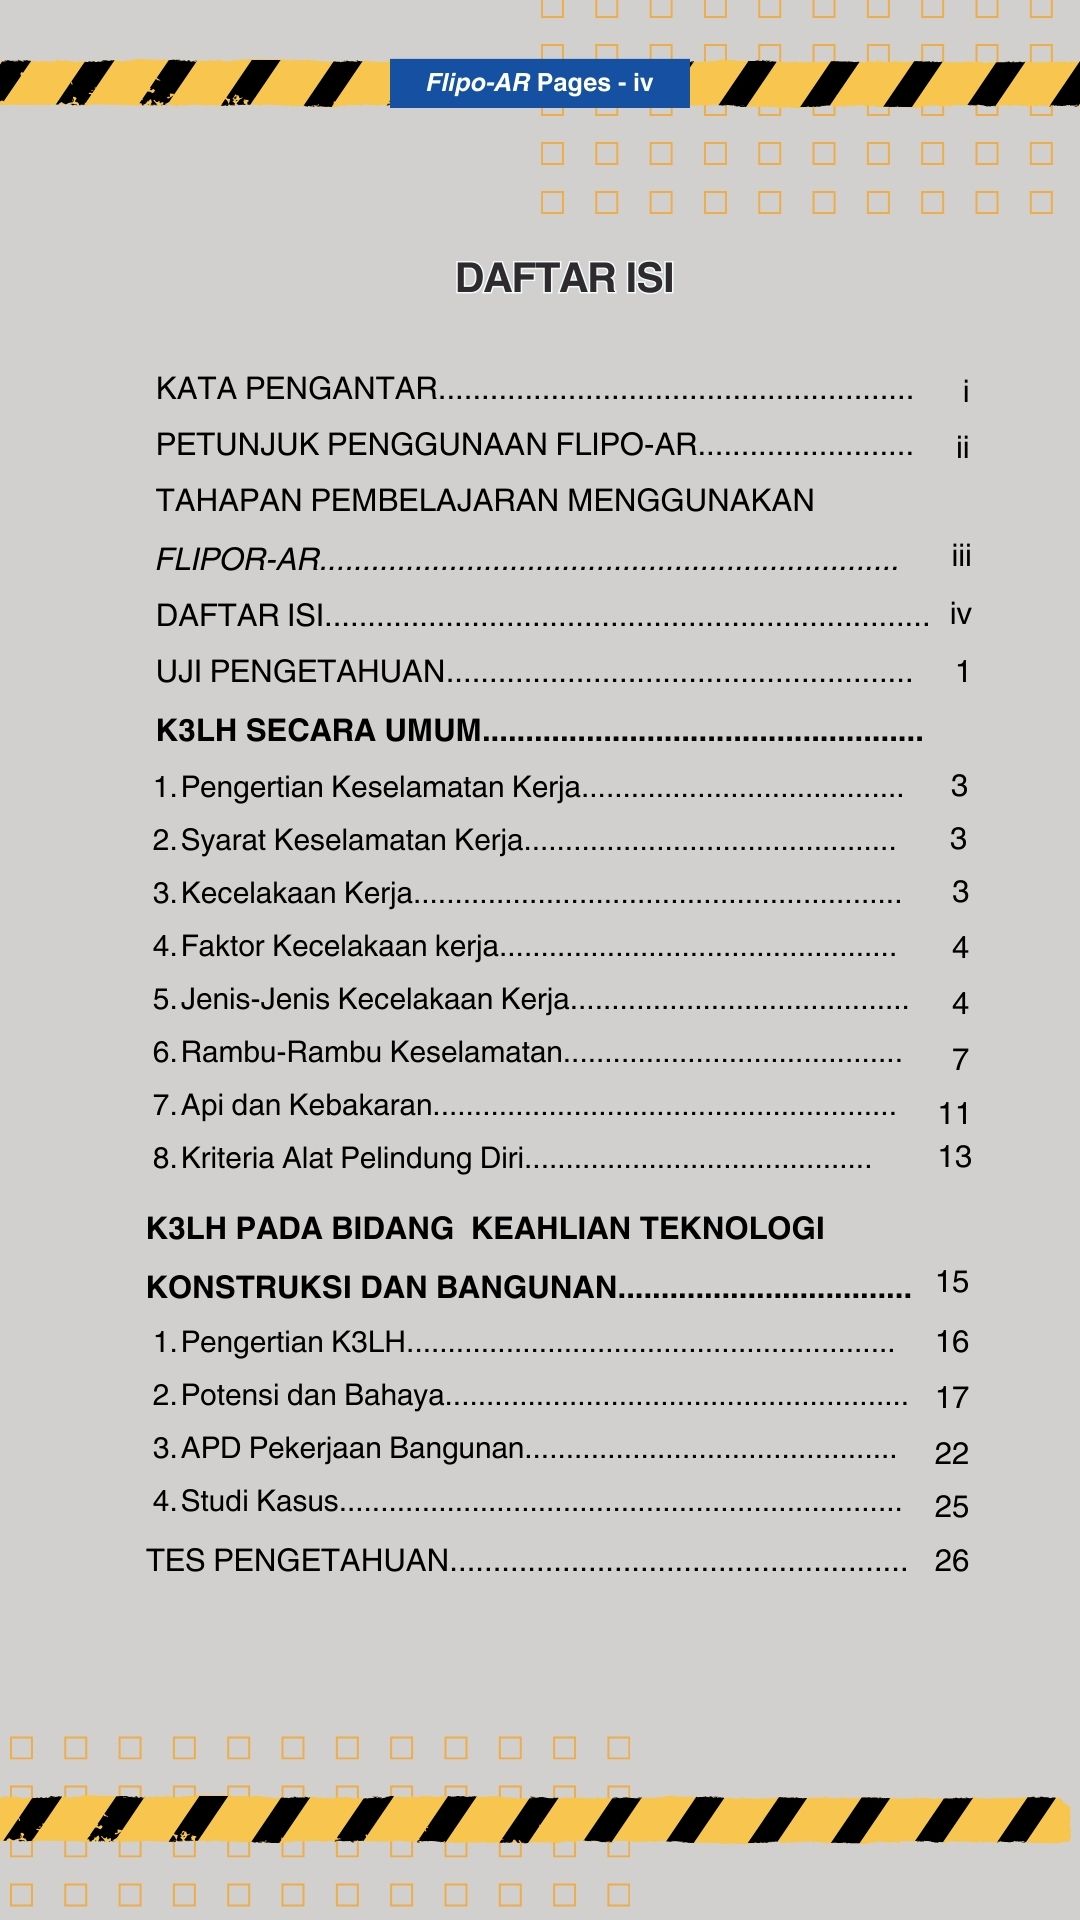 Flipo-AR Pages - iv
DAFTAR ISI
KATA PENGANTAR....................................................... i
PETUNJUK PENGGUNAAN FLIPO-AR......................... ii
TAHAPAN PEMBELAJARAN MENGGUNAKAN
FLIPOR-AR................................................................... iii
DAFTAR ISI...................................................................... iv
UJI PENGETAHUAN...................................................... 1
K3LH SECARA UMUM...................................................
1. Pengertian Keselamatan Kerja....................................... 3
2. Syarat Keselamatan Kerja............................................. 3
3. Kecelakaan Kerja........................................................... 3
4. Faktor Kecelakaan kerja................................................ 4
5. Jenis-Jenis Kecelakaan Kerja......................................... 4
6. Rambu-Rambu Keselamatan......................................... 7
7. Api dan Kebakaran........................................................ 11
8. Kriteria Alat Pelindung Diri.......................................... 13
K3LH PADA BIDANG  KEAHLIAN TEKNOLOGI
KONSTRUKSI DAN BANGUNAN.................................. 15
1. Pengertian K3LH........................................................... 16
2. Potensi dan Bahaya........................................................ 17
3. APD Pekerjaan Bangunan............................................. 22
4. Studi Kasus.................................................................... 25
TES PENGETAHUAN..................................................... 26